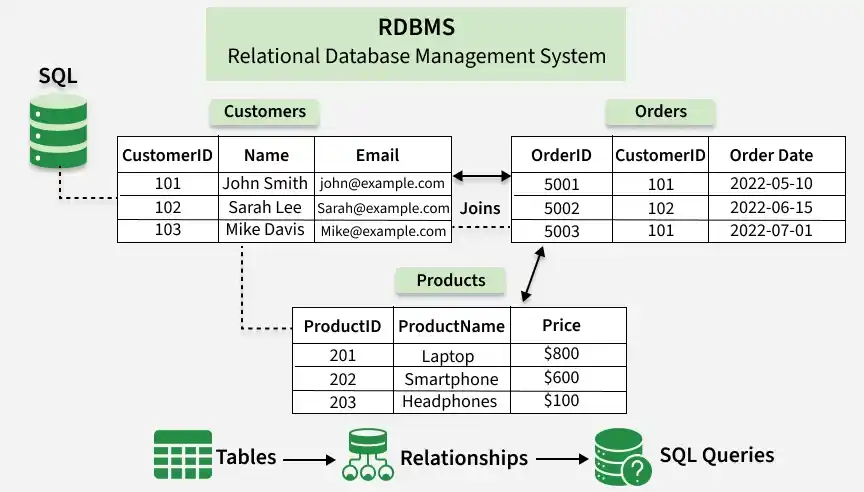 RDBMS
Relational Database Management System
SQL
Customers
CustomerID Name Email
101 John Smith john@example.com
102 Sarah Lee Sarah@example.com
103 Mike Davis Mike@example.com
Joins
Orders
OrderID CustomerID Order Date
5001 101 2022-05-10
5002 102 2022-06-15
5003 101 2022-07-01
Products
ProductID ProductName Price
201 Laptop $800
202 Smartphone $600
203 Headphones $100
Tables Relationships SQL Queries
?